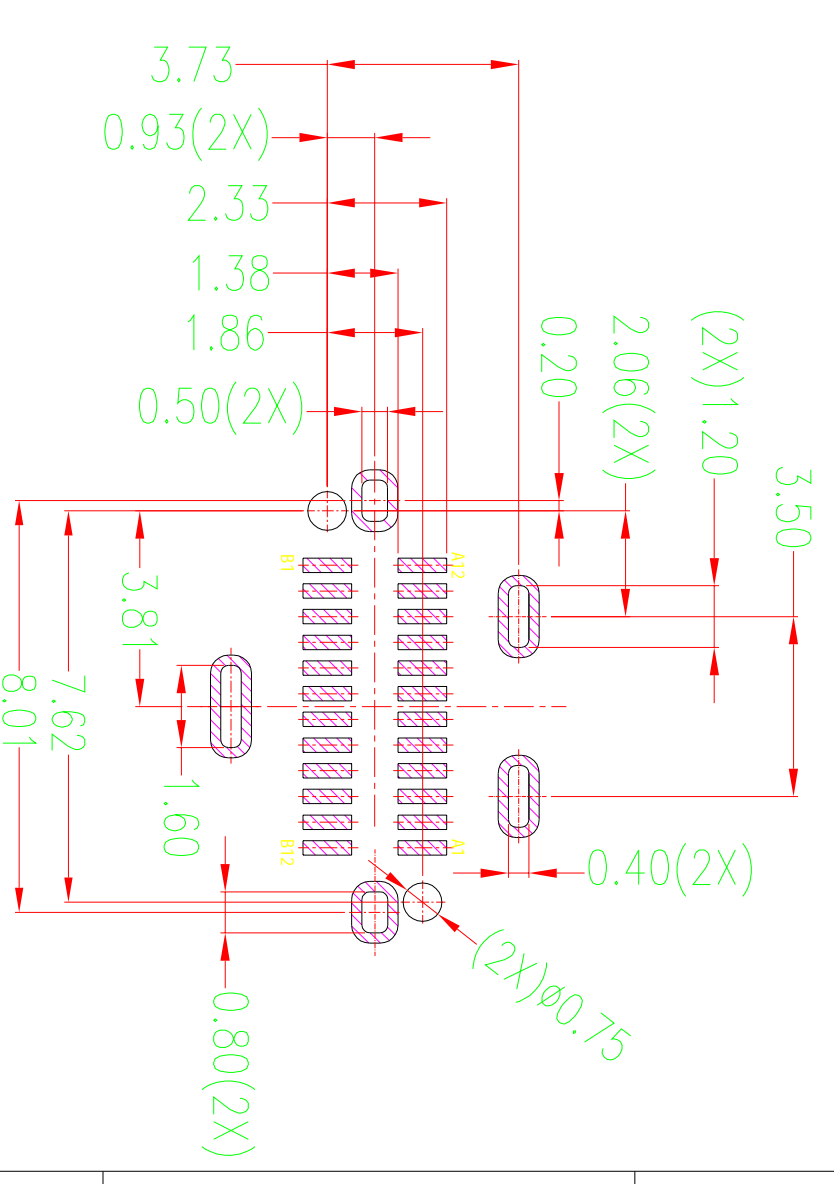 3.73
0.93(2X)
2.33
1.38
1.86
0.50(2X)
0.20
2.06(2X)
(2X)1.20
3.50
B1
A12
3.81
7.62
8.01
1.60
B12
A1
0.40(2X)
(2X)ø0.75
0.80(2X)